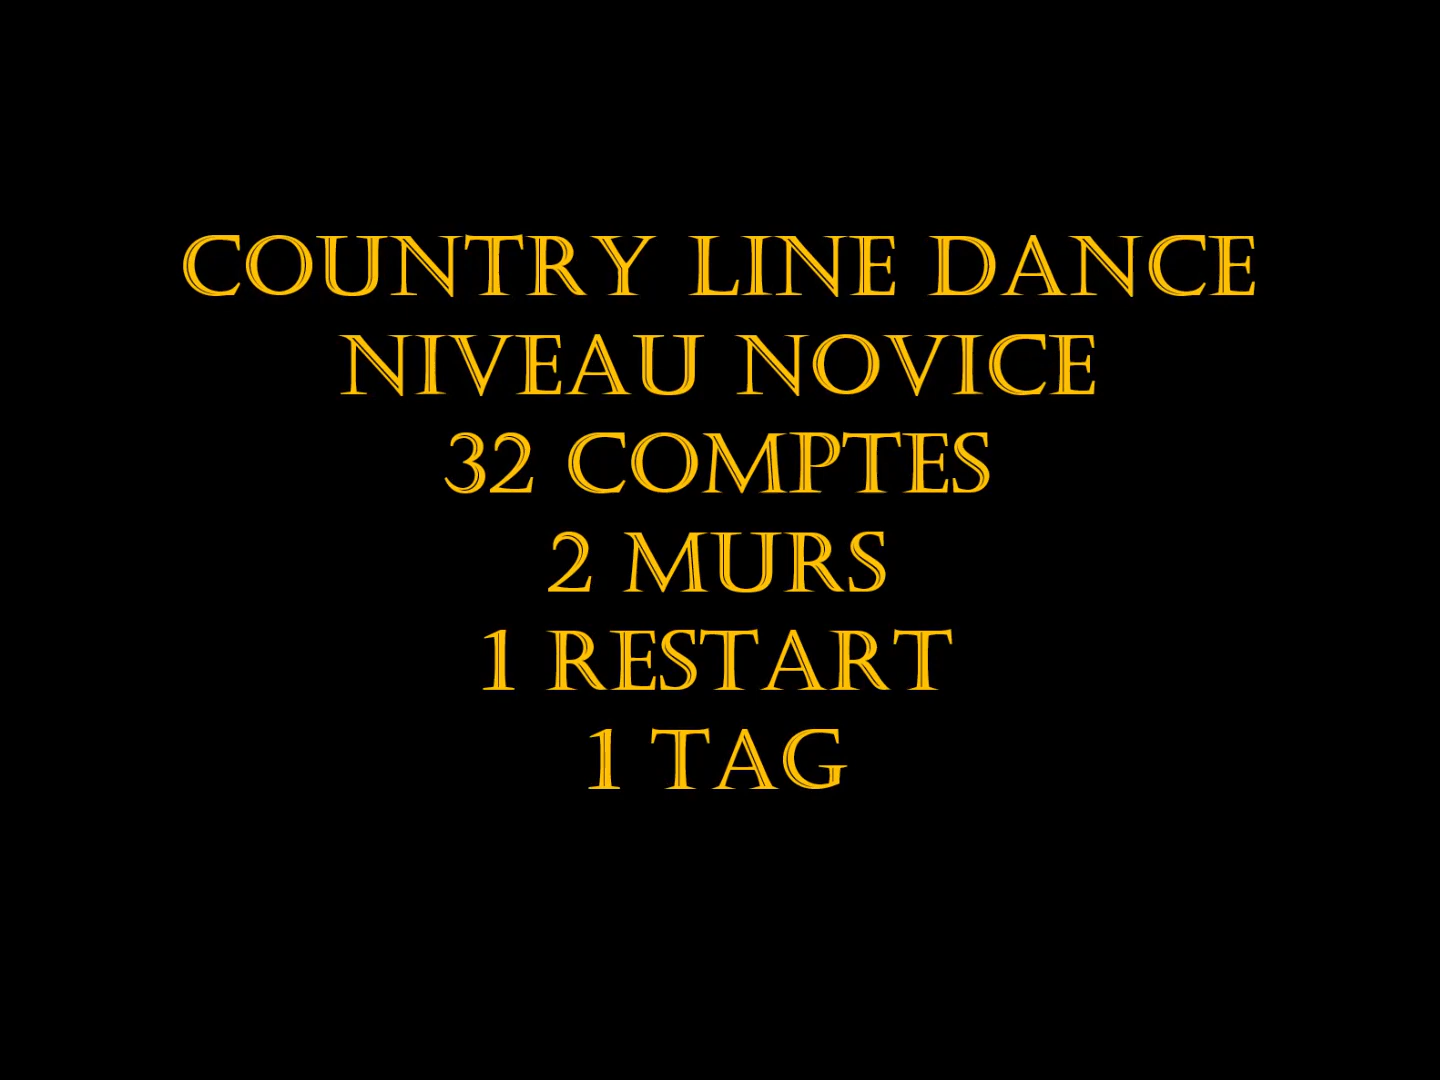 COUNTRY LINE DANCE
NIVEAU NOVICE
32 COMPTES
2 MURS
1 RESTART
1 TAG